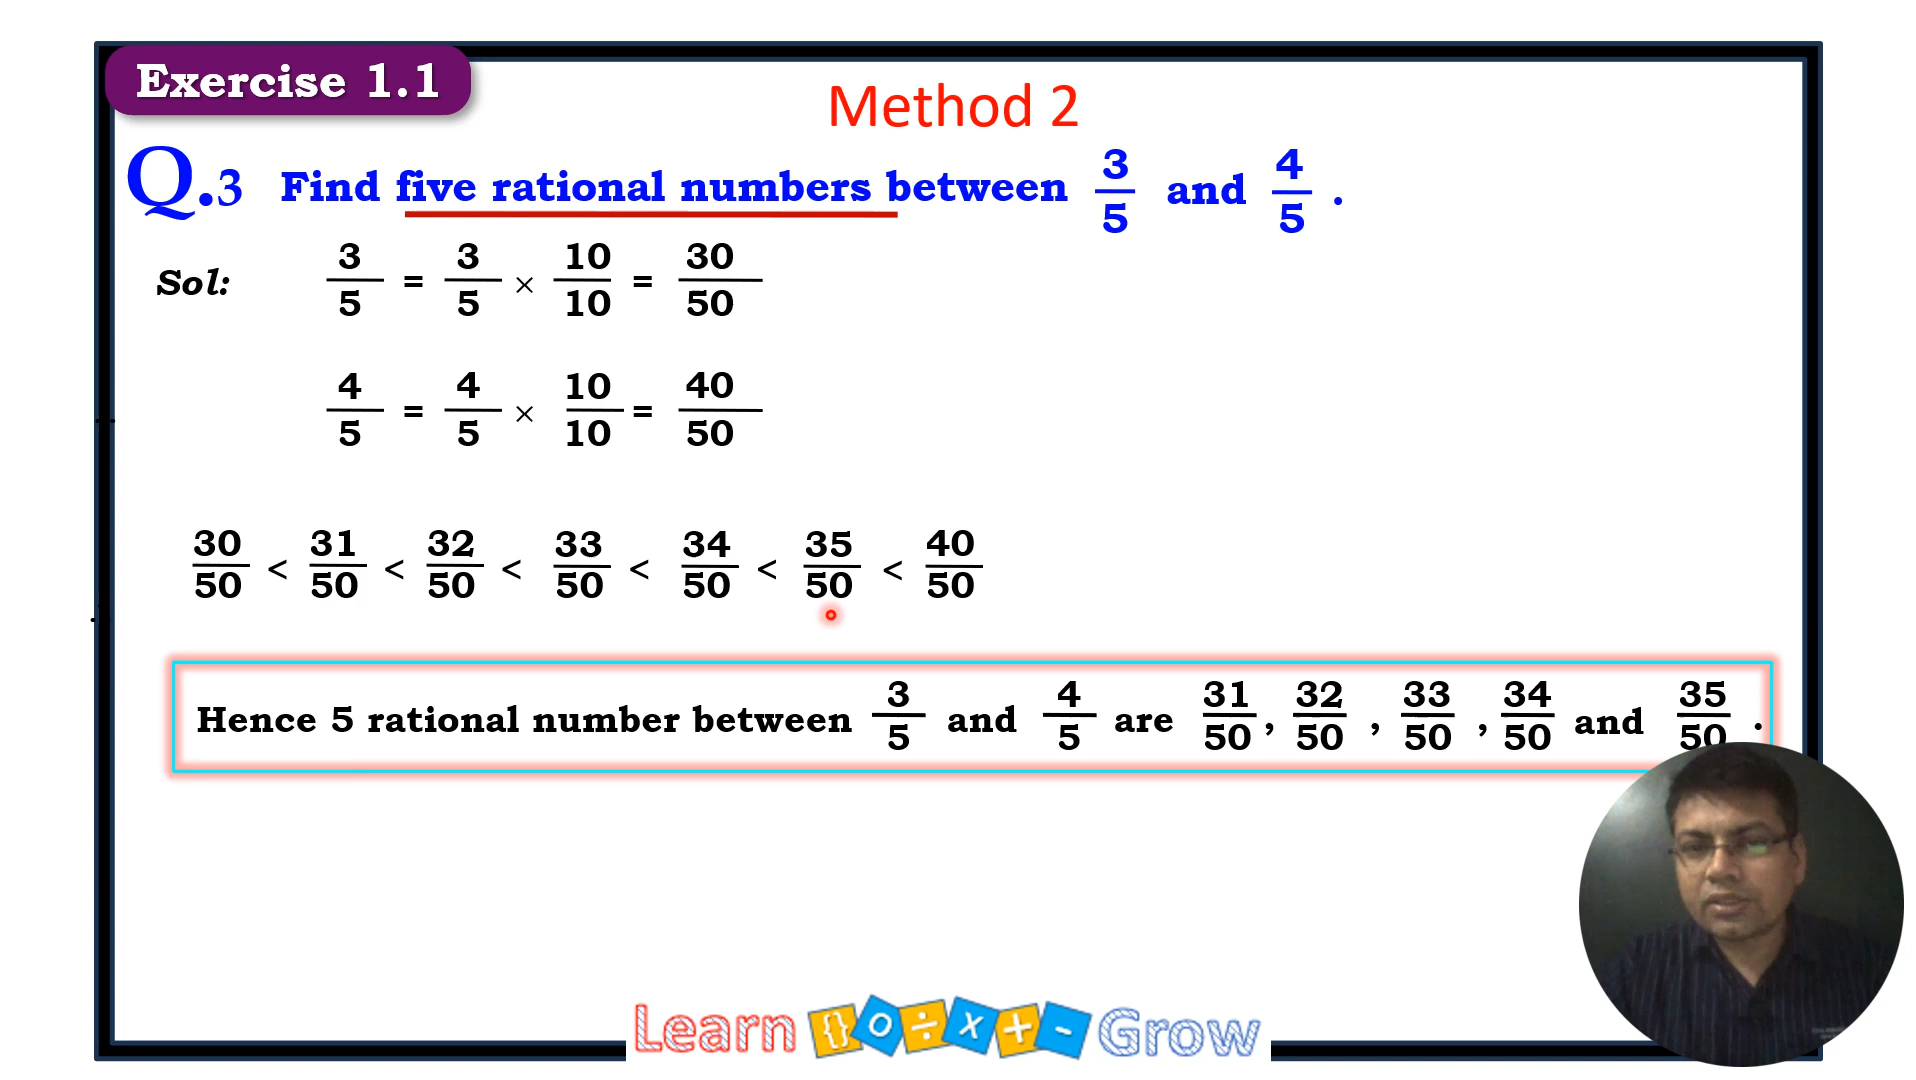 Exercise 1.1
Method 2
Q.3 Find five rational numbers between 3/5 and 4/5 .
Sol: 3/5 = 3/5 × 10/10 = 30/50
4/5 = 4/5 × 10/10 = 40/50
30/50 < 31/50 < 32/50 < 33/50 < 34/50 < 35/50 < 40/50
Hence 5 rational number between 3/5 and 4/5 are 31/50, 32/50 , 33/50 , 34/50 and 35/50 .
Learn {} O ÷ × + - Grow